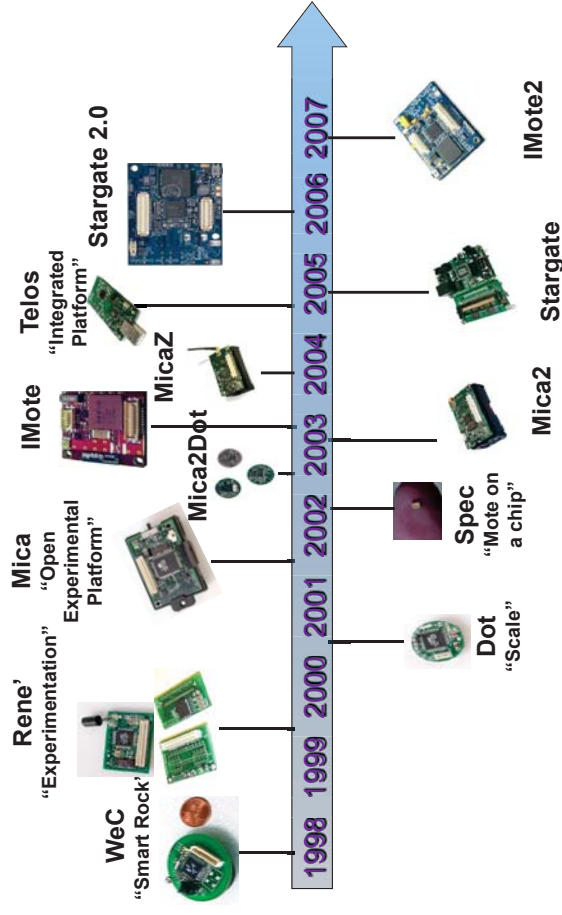 WeC
“Smart Rock’
Rene’
“Experimentation”
Mica
“Open
Experimental
Platform”
Mica2Dot
IMote
MicaZ
Telos
“Integrated
Platform”
Stargate 2.0
1998 1999 2000 2001 2002 2003 2004 2005 2006 2007
Dot
“Scale”
Spec
“Mote on
a chip”
Mica2
Stargate
IMote2